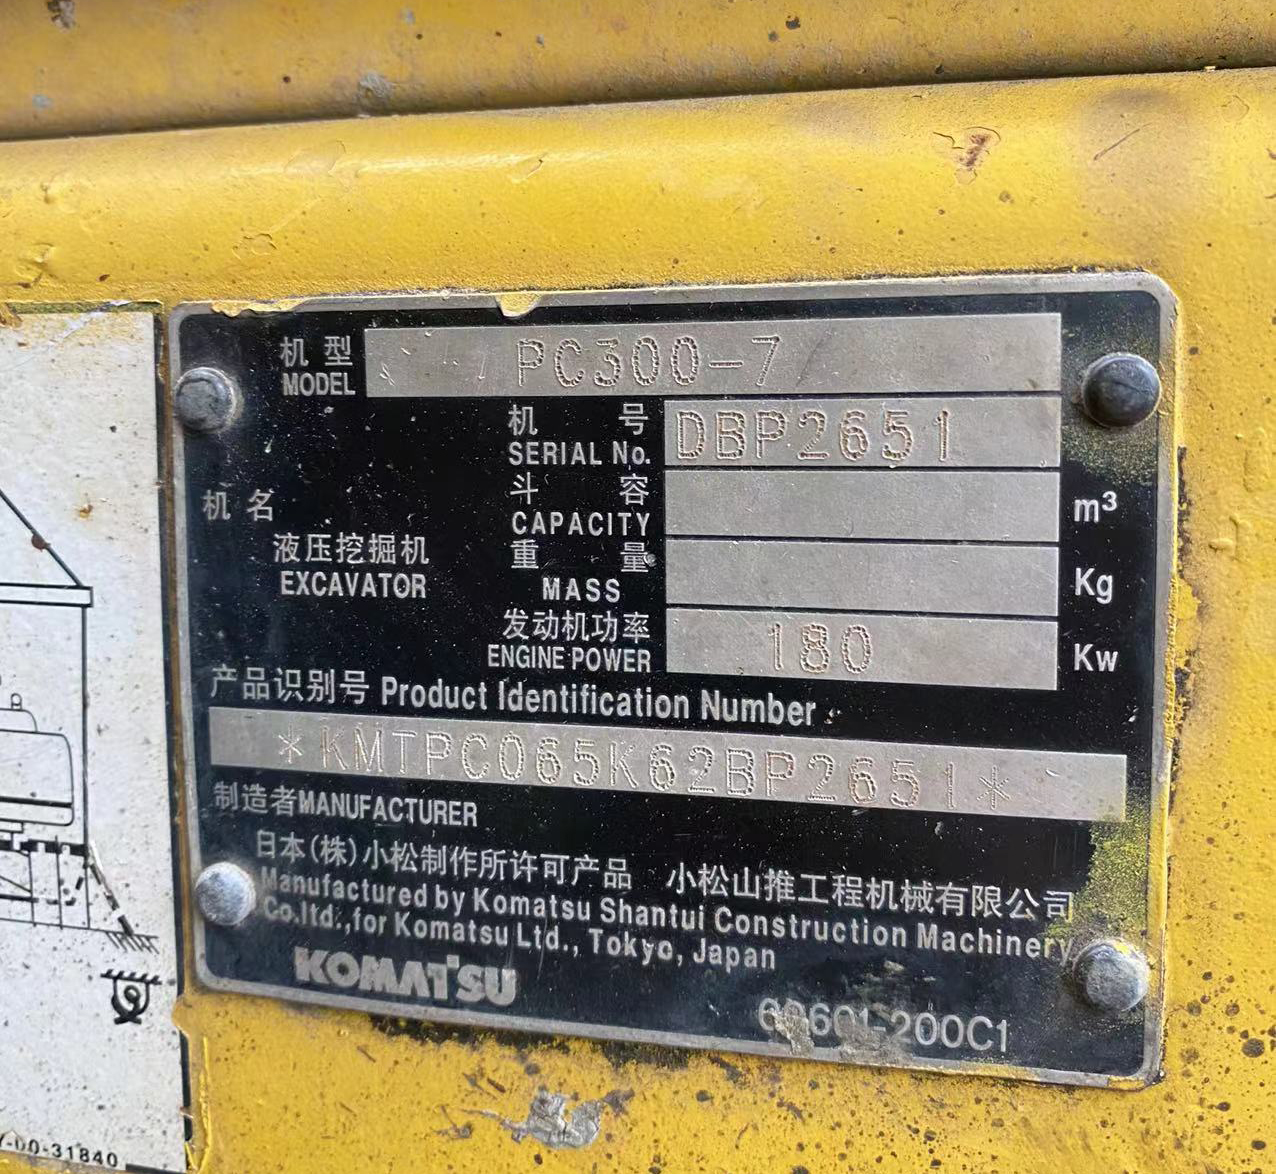 机型 PC300-7
MODEL
机号 DBP2651
SERIAL No.
机名
斗容 m³
CAPACITY
液压挖掘机
EXCAVATOR
重量 Kg
MASS
发动机功率 180 Kw
ENGINE POWER
产品识别号 Product Identification Number
*KMTPC065K62BP2651*
制造者MANUFACTURER
日本(株)小松制作所许可产品 小松山推工程机械有限公司
Manufactured by Komatsu Shantui Construction Machinery
Co.ltd.,for Komatsu Ltd., Tokyo, Japan
KOMATSU
-00-31840